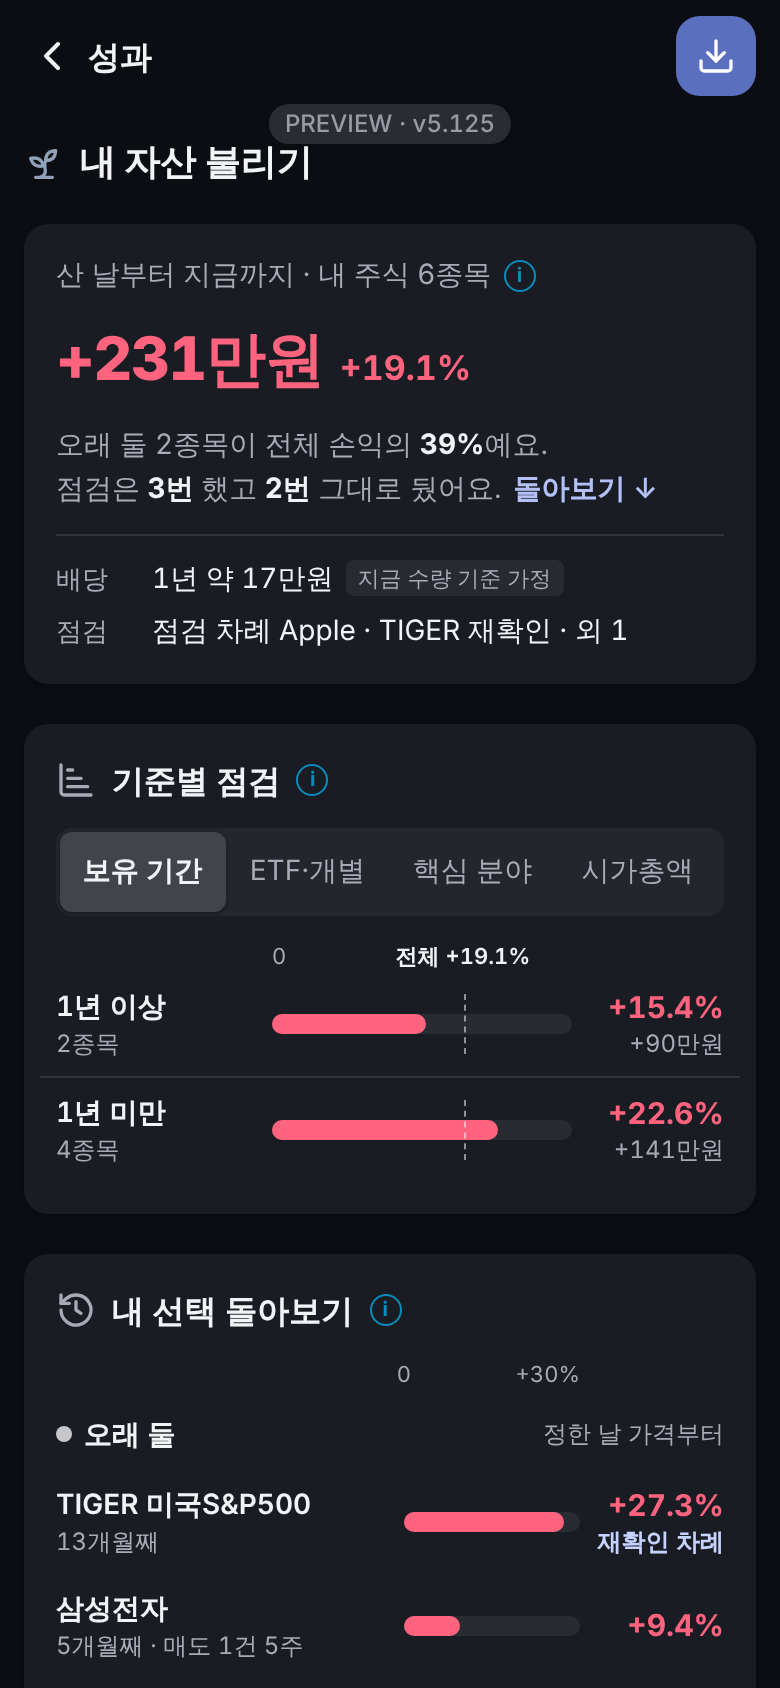 성과
PREVIEW · v5.125
내 자산 불리기
산 날부터 지금까지 · 내 주식 6종목 i
+231만원 +19.1%
오래 둘 2종목이 전체 손익의 39%예요.
점검은 3번 했고 2번 그대로 뒀어요. 돌아보기 ↓
배당 1년 약 17만원 지금 수량 기준 가정
점검 점검 차례 Apple · TIGER 재확인 · 외 1
기준별 점검 i
보유 기간 ETF·개별 핵심 분야 시가총액
0 전체 +19.1%
1년 이상 +15.4%
2종목 +90만원
1년 미만 +22.6%
4종목 +141만원
내 선택 돌아보기 i
0 +30%
오래 둘 정한 날 가격부터
TIGER 미국S&P500 +27.3%
13개월째 재확인 차례
삼성전자 +9.4%
5개월째 · 매도 1건 5주